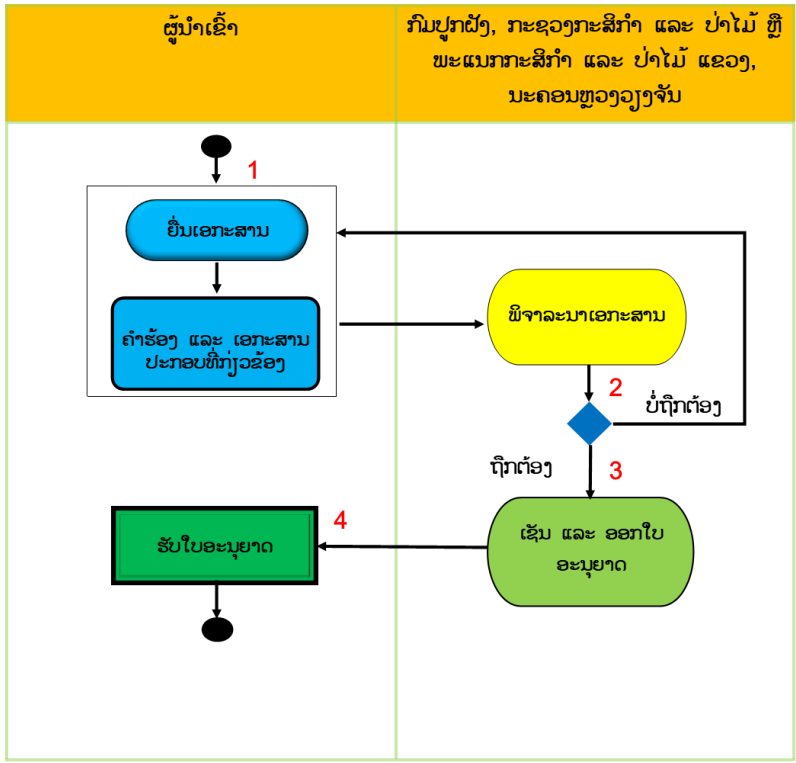 ຜູ້ນຳເຂົ້າ
ກົມປູກຝັງ, ກະຊວງກະສິກຳ ແລະ ປ່າໄມ້ ຫຼື
ພະແນກກະສິກຳ ແລະ ປ່າໄມ້ ແຂວງ,
ນະຄອນຫຼວງວຽງຈັນ
1
ຍື່ນເອກະສານ
ຄຳຮ້ອງ ແລະ ເອກະສານ
ປະກອບທີ່ກ່ຽວຂ້ອງ
ພິຈາລະນາເອກະສານ
2
ບໍ່ຖືກຕ້ອງ
ຖືກຕ້ອງ
3
ເຊັນ ແລະ ອອກໃບ
ອະນຸຍາດ
4
ຮັບໃບອະນຸຍາດ